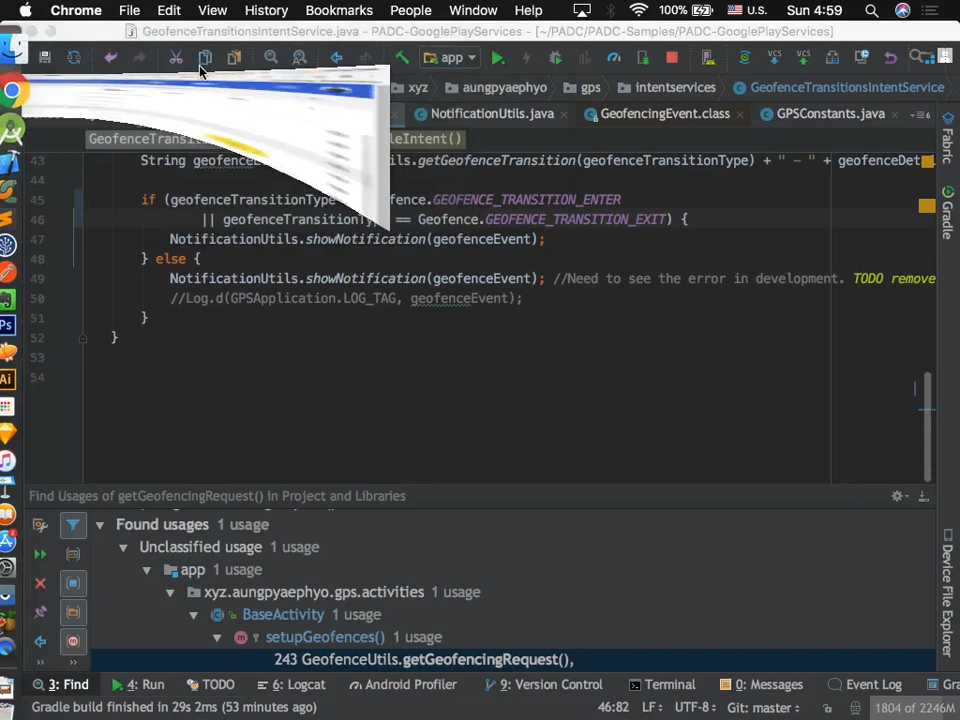 Chrome File Edit View History Bookmarks People Window Help 100% U.S. Sun 4:59
GeofenceTransitionsIntentService.java - PADC-GooglePlayServices - [~/PADC/PADC-Samples/PADC-GooglePlayServices]
app
xyz aungpyaephyo gps intentservices GeofenceTransitionsIntentService
NotificationUtils.java GeofencingEvent.class GPSConstants.java
leIntent()
43 String .getGeofenceTransition(geofenceTransitionType) + " - " +
44
45 if (geofenceTransitionType .GEOFENCE_TRANSITION_ENTER
46 || == Geofence.GEOFENCE_TRANSITION_EXIT) {
47 NotificationUtils.showNotification(geofenceEvent);
48 } else {
49 NotificationUtils.showNotification(geofenceEvent); //Need to see the error in development. TODO remove
50 //Log.d(GPSApplication.LOG_TAG, geofenceEvent);
51 }
52 }
53
54
Find Usages of getGeofencingRequest() in Project and Libraries
Found usages 1 usage
Unclassified usage 1 usage
app 1 usage
xyz.aungpyaephyo.gps.activities 1 usage
BaseActivity 1 usage
setupGeofences() 1 usage
243 GeofenceUtils.getGeofencingRequest(),
Fabric
Gradle
Device File Explorer
3: Find 4: Run TODO 6: Logcat Android Profiler 9: Version Control Terminal 0: Messages Event Log
Gradle build finished in 29s 2ms (53 minutes ago) 46:82 LF÷ UTF-8÷ Git: master÷ 1804 of 2246M